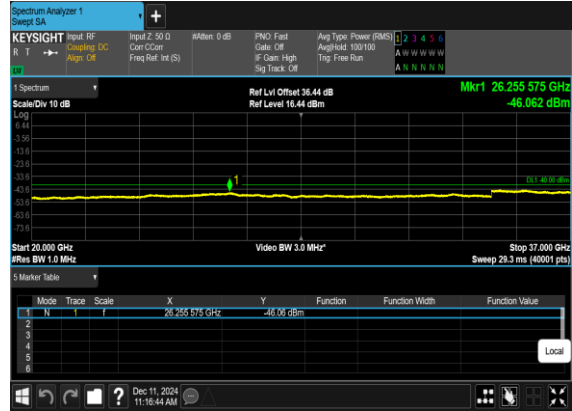 Spectrum Analyzer 1
Swept SA
+
KEYSIGHT Input: RF Input Z: 50 Ω #Atten: 0 dB PNO: Fast Avg Type: Power (RMS) 1 2 3 4 5 6
R T Coupling: DC Corr CCorr Gate: Off Avg|Hold: 100/100 A W W W W W
Align: Off Freq Ref: Int (S) IF Gain: High Trig: Free Run
Sig Track: Off A N N N N N
LW
1 Spectrum Ref Lvl Offset 36.44 dB Mkr1 26.255 575 GHz
Scale/Div 10 dB Ref Level 16.44 dBm -46.062 dBm
Log
6.44
-3.56
-13.6
-23.6
-33.6
DL1 -40.00 dBm
1
-43.6
-53.6
-63.6
-73.6
Start 20.000 GHz Video BW 3.0 MHz* Stop 37.000 GHz
#Res BW 1.0 MHz Sweep 29.3 ms (40001 pts)
5 Marker Table
Mode Trace Scale X Y Function Function Width Function Value
1 N 1 f 26.255 575 GHz -46.06 dBm
2
3
4
5
6
Local
? Dec 11, 2024
11:16:44 AM